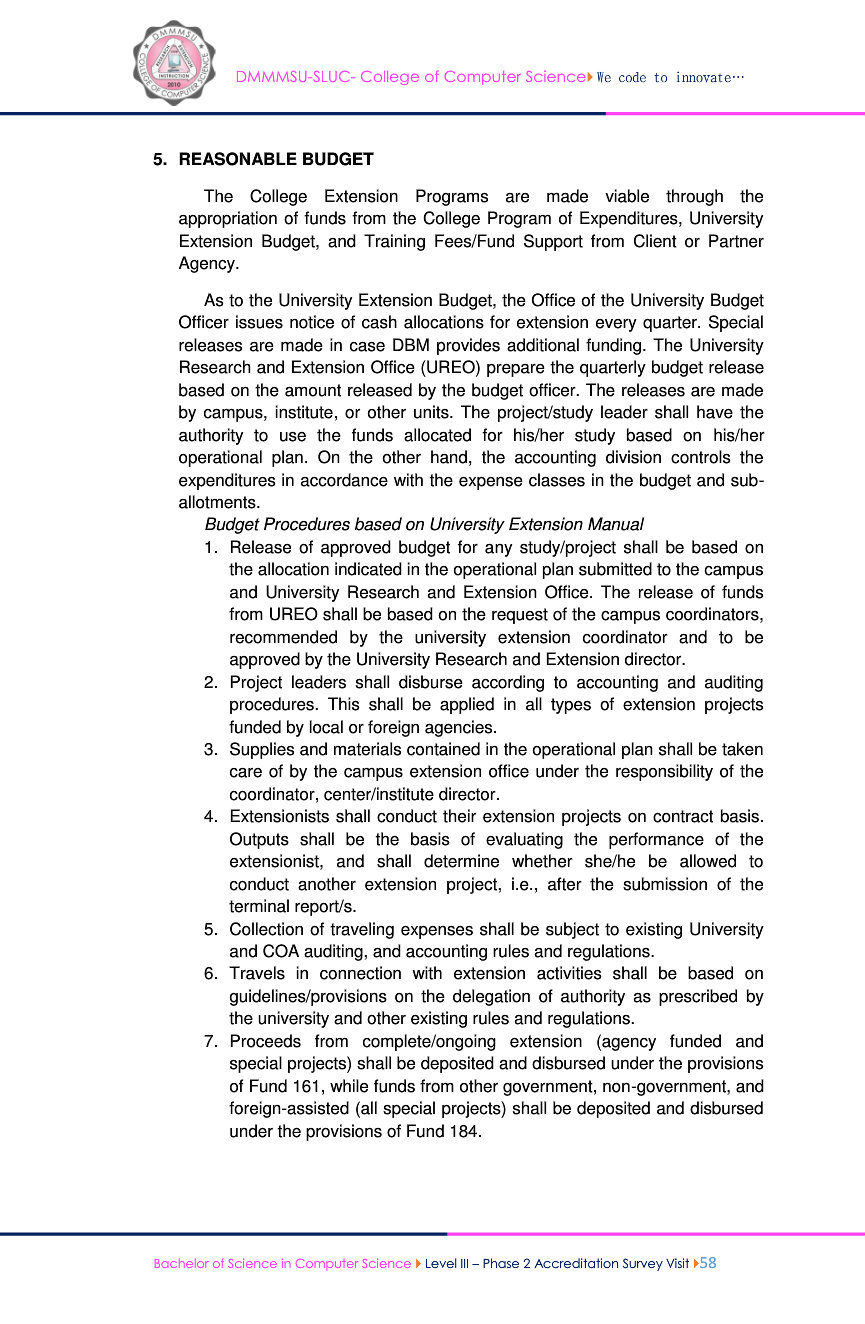 DMMMSU
COLLEGE OF COMPUTER SCIENCE
RESEARCH
EXTENSION
INSTRUCTION
2010
DMMMSU-SLUC- College of Computer Science We code to innovate…
5. REASONABLE BUDGET
The College Extension Programs are made viable through the
appropriation of funds from the College Program of Expenditures, University
Extension Budget, and Training Fees/Fund Support from Client or Partner
Agency.
As to the University Extension Budget, the Office of the University Budget
Officer issues notice of cash allocations for extension every quarter. Special
releases are made in case DBM provides additional funding. The University
Research and Extension Office (UREO) prepare the quarterly budget release
based on the amount released by the budget officer. The releases are made
by campus, institute, or other units. The project/study leader shall have the
authority to use the funds allocated for his/her study based on his/her
operational plan. On the other hand, the accounting division controls the
expenditures in accordance with the expense classes in the budget and sub-
allotments.
Budget Procedures based on University Extension Manual
1. Release of approved budget for any study/project shall be based on
the allocation indicated in the operational plan submitted to the campus
and University Research and Extension Office. The release of funds
from UREO shall be based on the request of the campus coordinators,
recommended by the university extension coordinator and to be
approved by the University Research and Extension director.
2. Project leaders shall disburse according to accounting and auditing
procedures. This shall be applied in all types of extension projects
funded by local or foreign agencies.
3. Supplies and materials contained in the operational plan shall be taken
care of by the campus extension office under the responsibility of the
coordinator, center/institute director.
4. Extensionists shall conduct their extension projects on contract basis.
Outputs shall be the basis of evaluating the performance of the
extensionist, and shall determine whether she/he be allowed to
conduct another extension project, i.e., after the submission of the
terminal report/s.
5. Collection of traveling expenses shall be subject to existing University
and COA auditing, and accounting rules and regulations.
6. Travels in connection with extension activities shall be based on
guidelines/provisions on the delegation of authority as prescribed by
the university and other existing rules and regulations.
7. Proceeds from complete/ongoing extension (agency funded and
special projects) shall be deposited and disbursed under the provisions
of Fund 161, while funds from other government, non-government, and
foreign-assisted (all special projects) shall be deposited and disbursed
under the provisions of Fund 184.
Bachelor of Science in Computer Science Level III – Phase 2 Accreditation Survey Visit 58